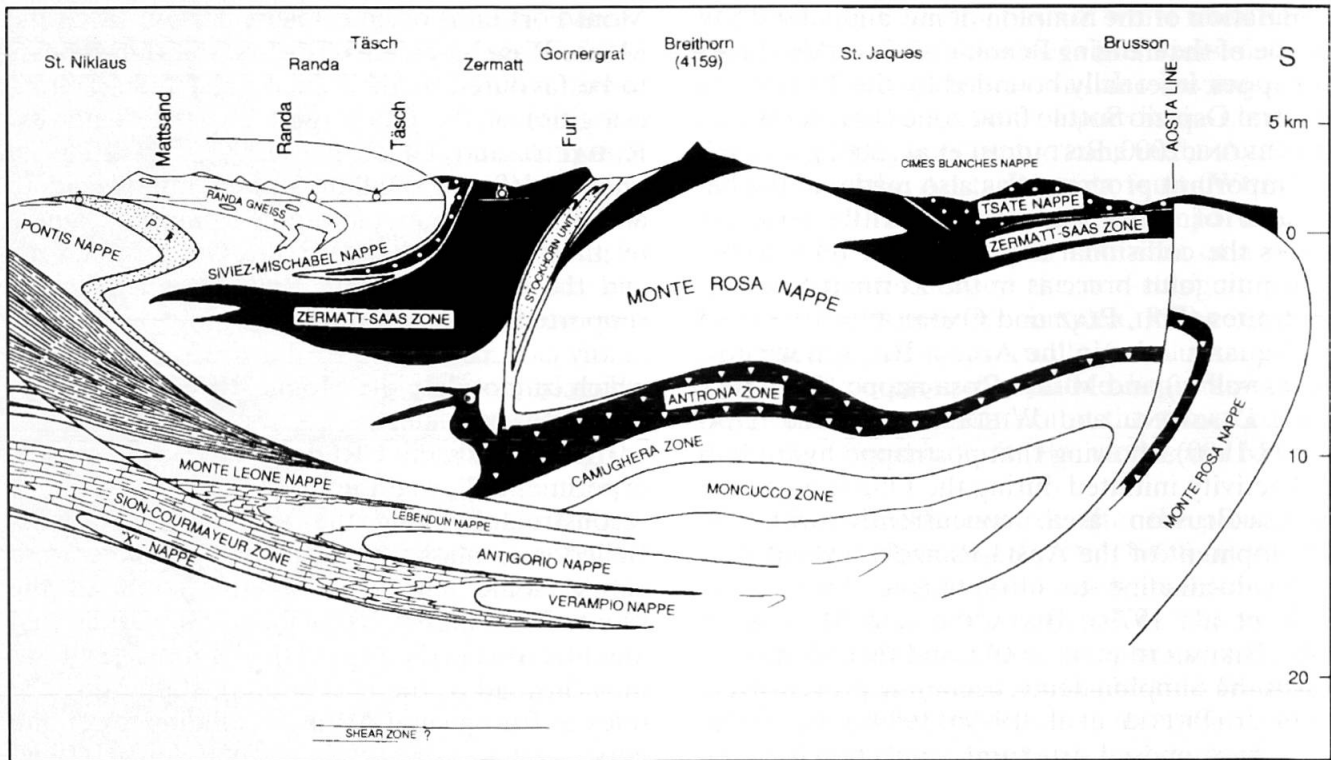 Täsch
Gornergrat
Breithorn
(4159)
St. Jaques
Brusson
St. Niklaus
Randa
Zermatt
S
Mattsand
Randa
Täsch
Furi
AOSTA LINE
5 km
CIMES BLANCHES NAPPE
RANDA GNEISS
TSATE NAPPE
PONTIS NAPPE
P
SIVIEZ-MISCHABEL NAPPE
STOCKHORN UNIT
ZERMATT-SAAS ZONE
0
MONTE ROSA NAPPE
ZERMATT-SAAS ZONE
ANTRONA ZONE
CAMUGHERA ZONE
MONTE LEONE NAPPE
10
MONCUCCO ZONE
MONTE-ROSA NAPPE
LEBENDUN NAPPE
SION-COURMAYEUR ZONE
"X"-NAPPE
ANTIGORIO NAPPE
VERAMPIO NAPPE
20
SHEAR ZONE ?